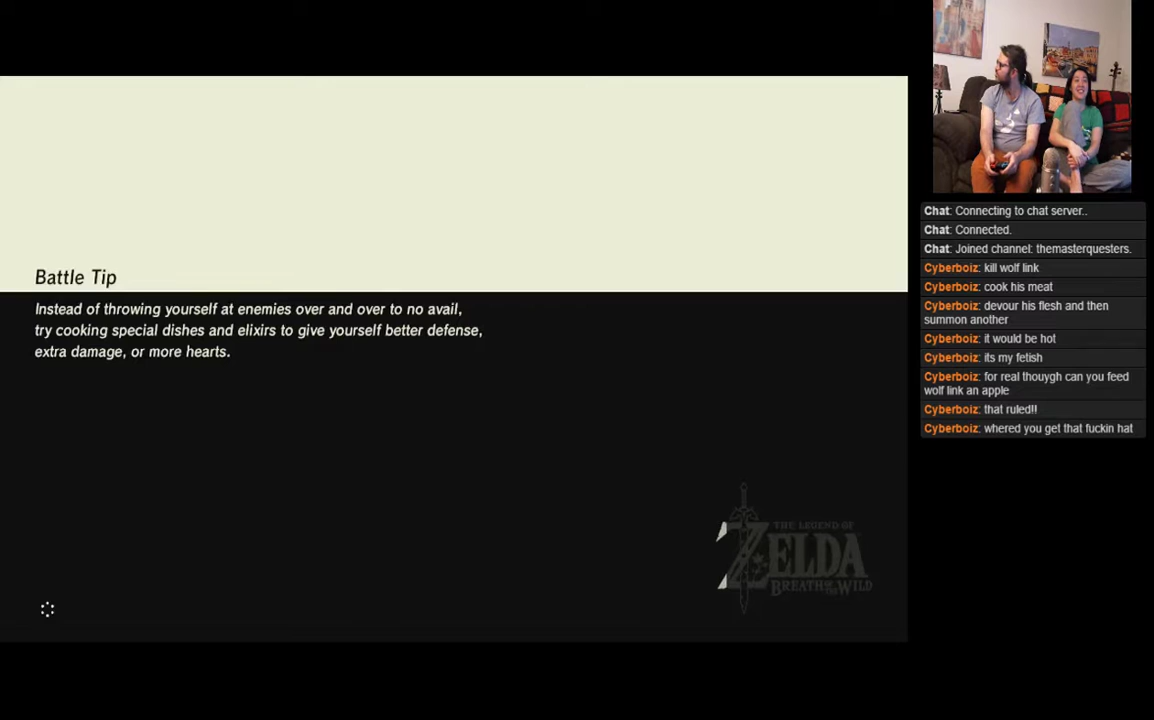 Battle Tip
Instead of throwing yourself at enemies over and over to no avail,
try cooking special dishes and elixirs to give yourself better defense,
extra damage, or more hearts.
THE LEGEND OF
ZELDA
BREATH OF THE WILD
Chat: Connecting to chat server..
Chat: Connected.
Chat: Joined channel: themasterquesters.
Cyberboiz: kill wolf link
Cyberboiz: cook his meat
Cyberboiz: devour his flesh and then
summon another
Cyberboiz: it would be hot
Cyberboiz: its my fetish
Cyberboiz: for real thouygh can you feed
wolf link an apple
Cyberboiz: that ruled!!
Cyberboiz: whered you get that fuckin hat